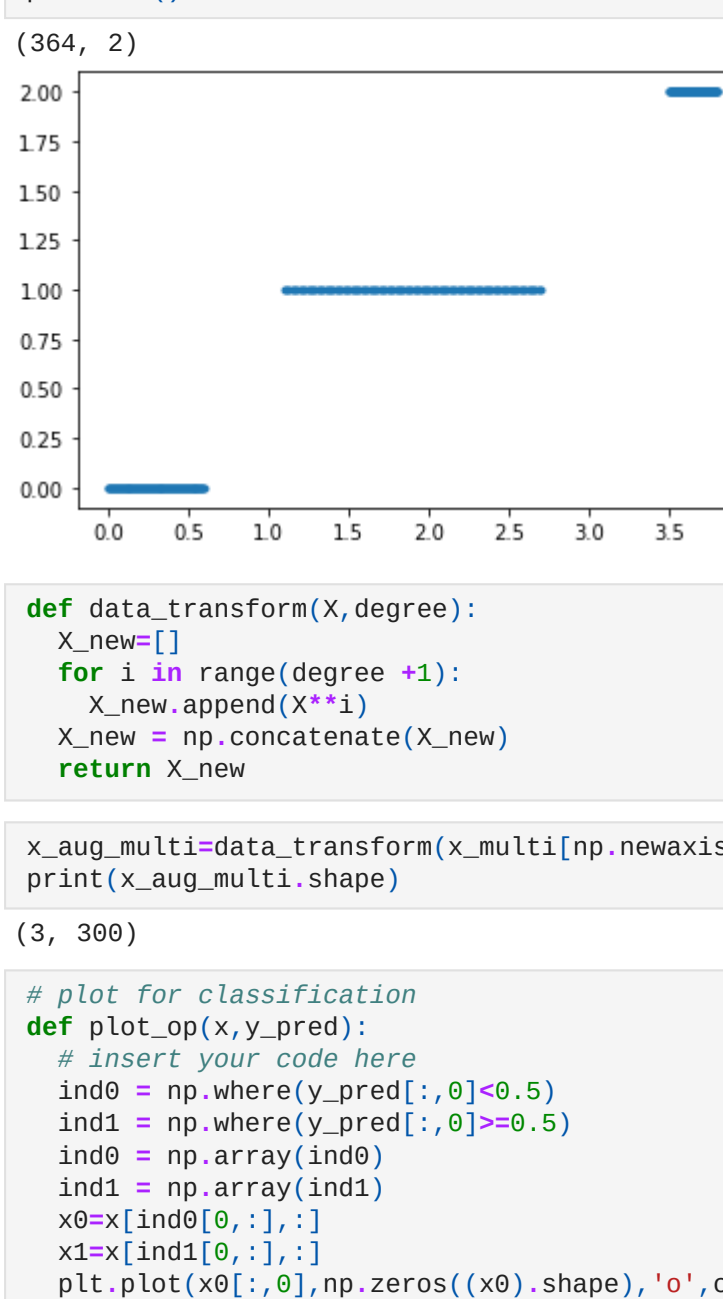 (364, 2)
2.00
1.75
1.50
1.25
1.00
0.75
0.50
0.25
0.00
0.0 0.5 1.0 1.5 2.0 2.5 3.0 3.5
def data_transform(X,degree):
  X_new=[]
  for i in range(degree +1):
    X_new.append(X**i)
  X_new = np.concatenate(X_new)
  return X_new
x_aug_multi=data_transform(x_multi[np.newaxis
print(x_aug_multi.shape)
(3, 300)
# plot for classification
def plot_op(x,y_pred):
  # insert your code here
  ind0 = np.where(y_pred[:,0]<0.5)
  ind1 = np.where(y_pred[:,0]>=0.5)
  ind0 = np.array(ind0)
  ind1 = np.array(ind1)
  x0=x[ind0[0,:],:]
  x1=x[ind1[0,:],:]
  plt.plot(x0[:,0],np.zeros((x0).shape),'o',